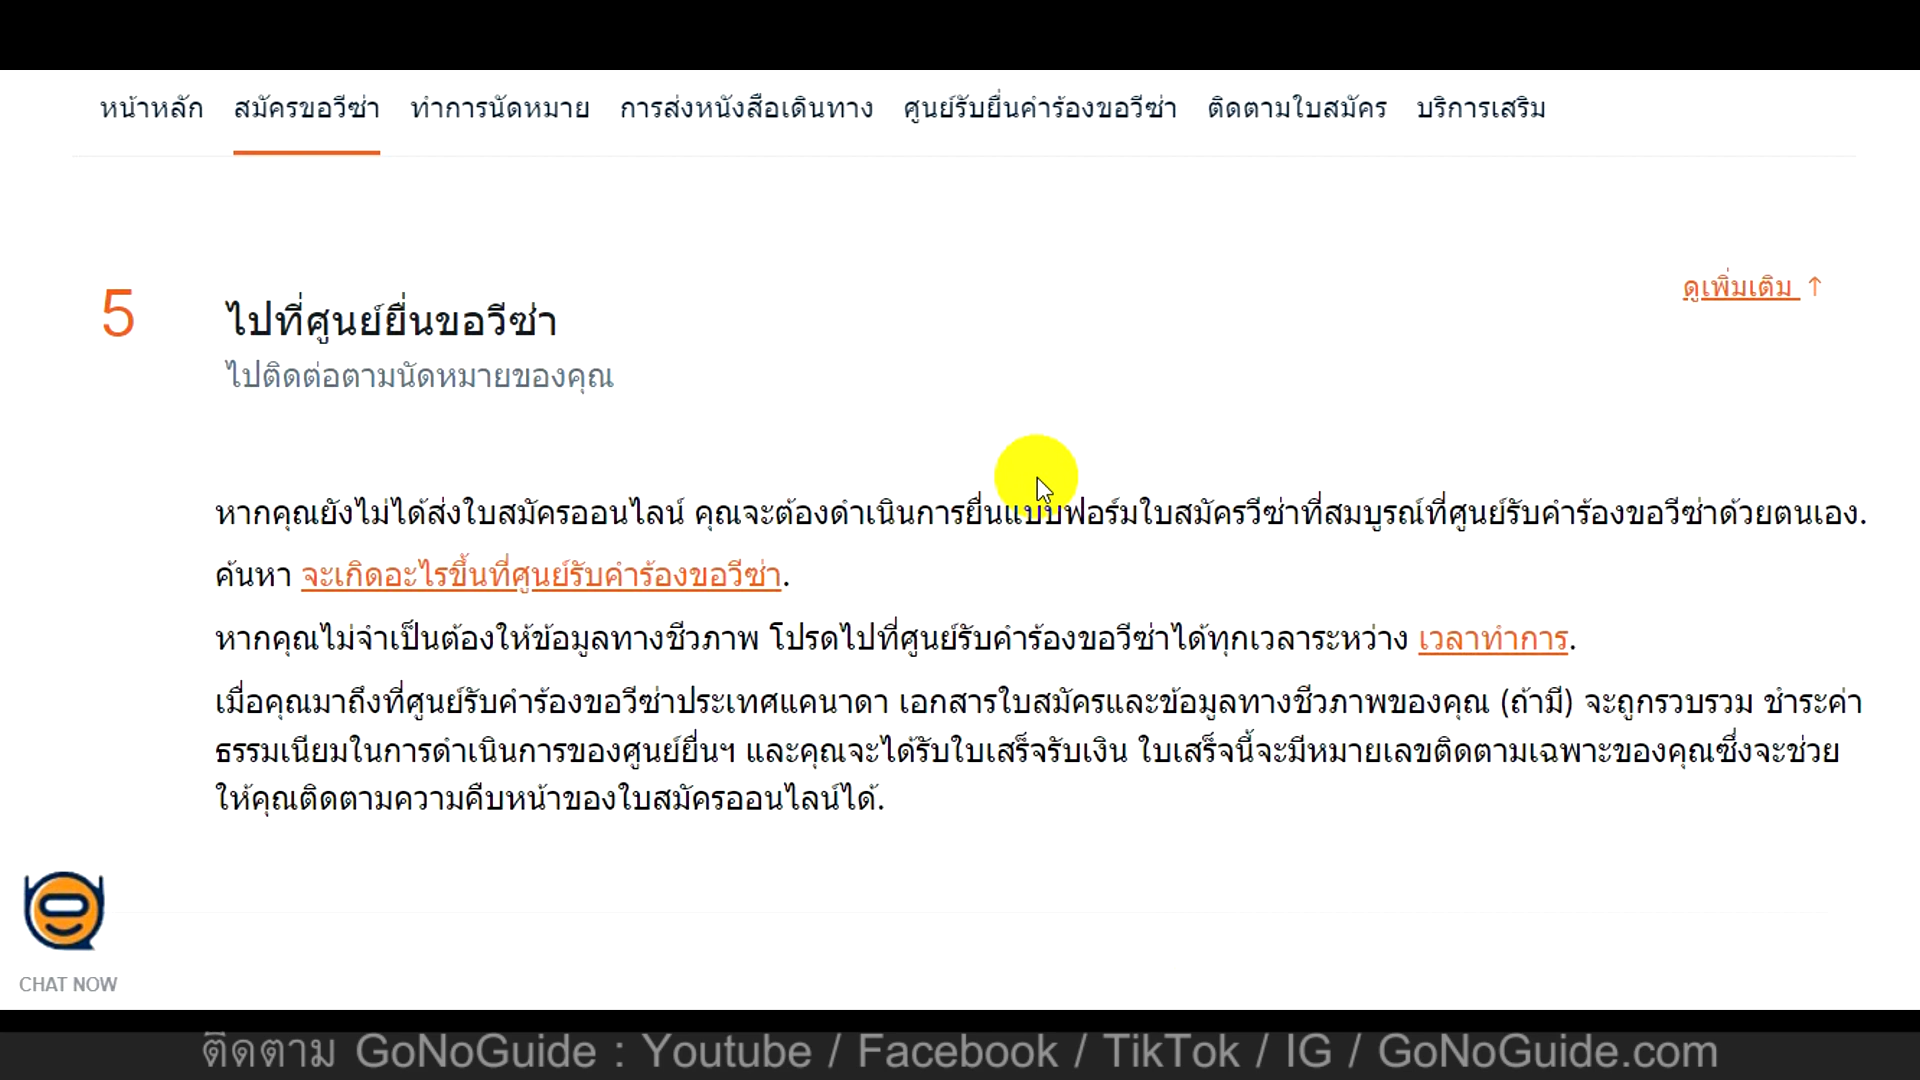 หน้าหลัก สมัครขอวีซ่า ทำการนัดหมาย การส่งหนังสือเดินทาง ศูนย์รับยื่นคำร้องขอวีซ่า ติดตามใบสมัคร บริการเสริม
ดูเพิ่มเติม ↑
5 ไปที่ศูนย์ยื่นขอวีซ่า
ไปติดต่อตามนัดหมายของคุณ
หากคุณยังไม่ได้ส่งใบสมัครออนไลน์ คุณจะต้องดำเนินการยื่นแบบฟอร์มใบสมัครวีซ่าที่สมบูรณ์ที่ศูนย์รับคำร้องขอวีซ่าด้วยตนเอง.
ค้นหา จะเกิดอะไรขึ้นที่ศูนย์รับคำร้องขอวีซ่า.
หากคุณไม่จำเป็นต้องให้ข้อมูลทางชีวภาพ โปรดไปที่ศูนย์รับคำร้องขอวีซ่าได้ทุกเวลาระหว่าง เวลาทำการ.
เมื่อคุณมาถึงที่ศูนย์รับคำร้องขอวีซ่าประเทศแคนาดา เอกสารใบสมัครและข้อมูลทางชีวภาพของคุณ (ถ้ามี) จะถูกรวบรวม ชำระค่า
ธรรมเนียมในการดำเนินการของศูนย์ยื่นฯ และคุณจะได้รับใบเสร็จรับเงิน ใบเสร็จนี้จะมีหมายเลขติดตามเฉพาะของคุณซึ่งจะช่วย
ให้คุณติดตามความคืบหน้าของใบสมัครออนไลน์ได้.
CHAT NOW
ติดตาม GoNoGuide : Youtube / Facebook / TikTok / IG / GoNoGuide.com